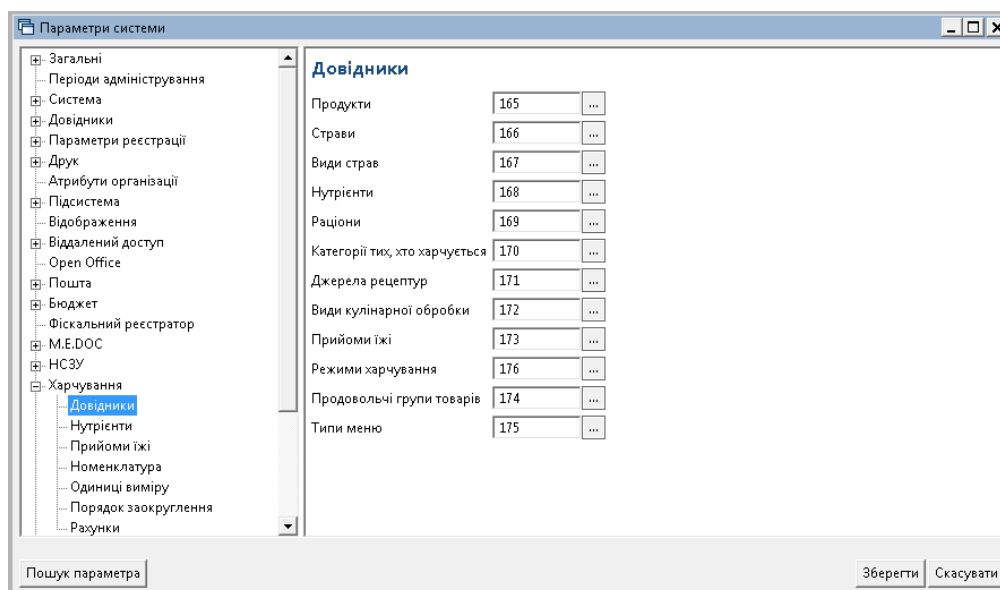 Параметри системи
Загальні
Періоди адміністрування
Система
Довідники
Параметри реєстрації
Друк
Атрибути організації
Підсистема
Відображення
Віддалений доступ
Open Office
Пошта
Бюджет
Фіскальний реєстратор
M.E.DOC
НСЗУ
Харчування
Довідники
Нутрієнти
Прийоми їжі
Номенклатура
Одиниці виміру
Порядок заокруглення
Рахунки
Довідники
Продукти 165 ...
Страви 166 ...
Види страв 167 ...
Нутрієнти 168 ...
Раціони 169 ...
Категорії тих, хто харчується 170 ...
Джерела рецептур 171 ...
Види кулінарної обробки 172 ...
Прийоми їжі 173 ...
Режими харчування 176 ...
Продовольчі групи товарів 174 ...
Типи меню 175 ...
Пошук параметра
Зберегти Скасувати